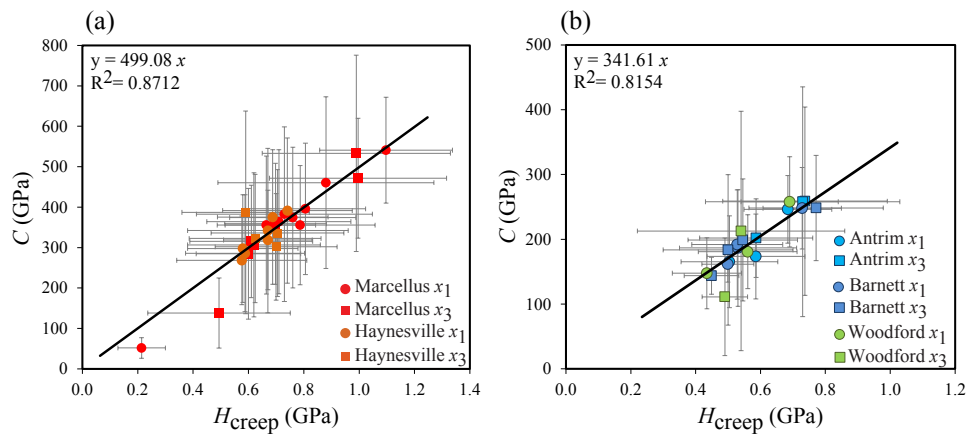 (a)
y = 499.08 x
R2= 0.8712
C (GPa)
800
700
600
500
400
300
200
100
0
Marcellus x1
Marcellus x3
Haynesville x1
Haynesville x3
0.0 0.2 0.4 0.6 0.8 1.0 1.2 1.4
Hcreep (GPa)
(b)
y = 341.61 x
R2= 0.8154
C (GPa)
500
400
300
200
100
0
Antrim x1
Antrim x3
Barnett x1
Barnett x3
Woodford x1
Woodford x3
0.0 0.2 0.4 0.6 0.8 1.0 1.2
Hcreep (GPa)